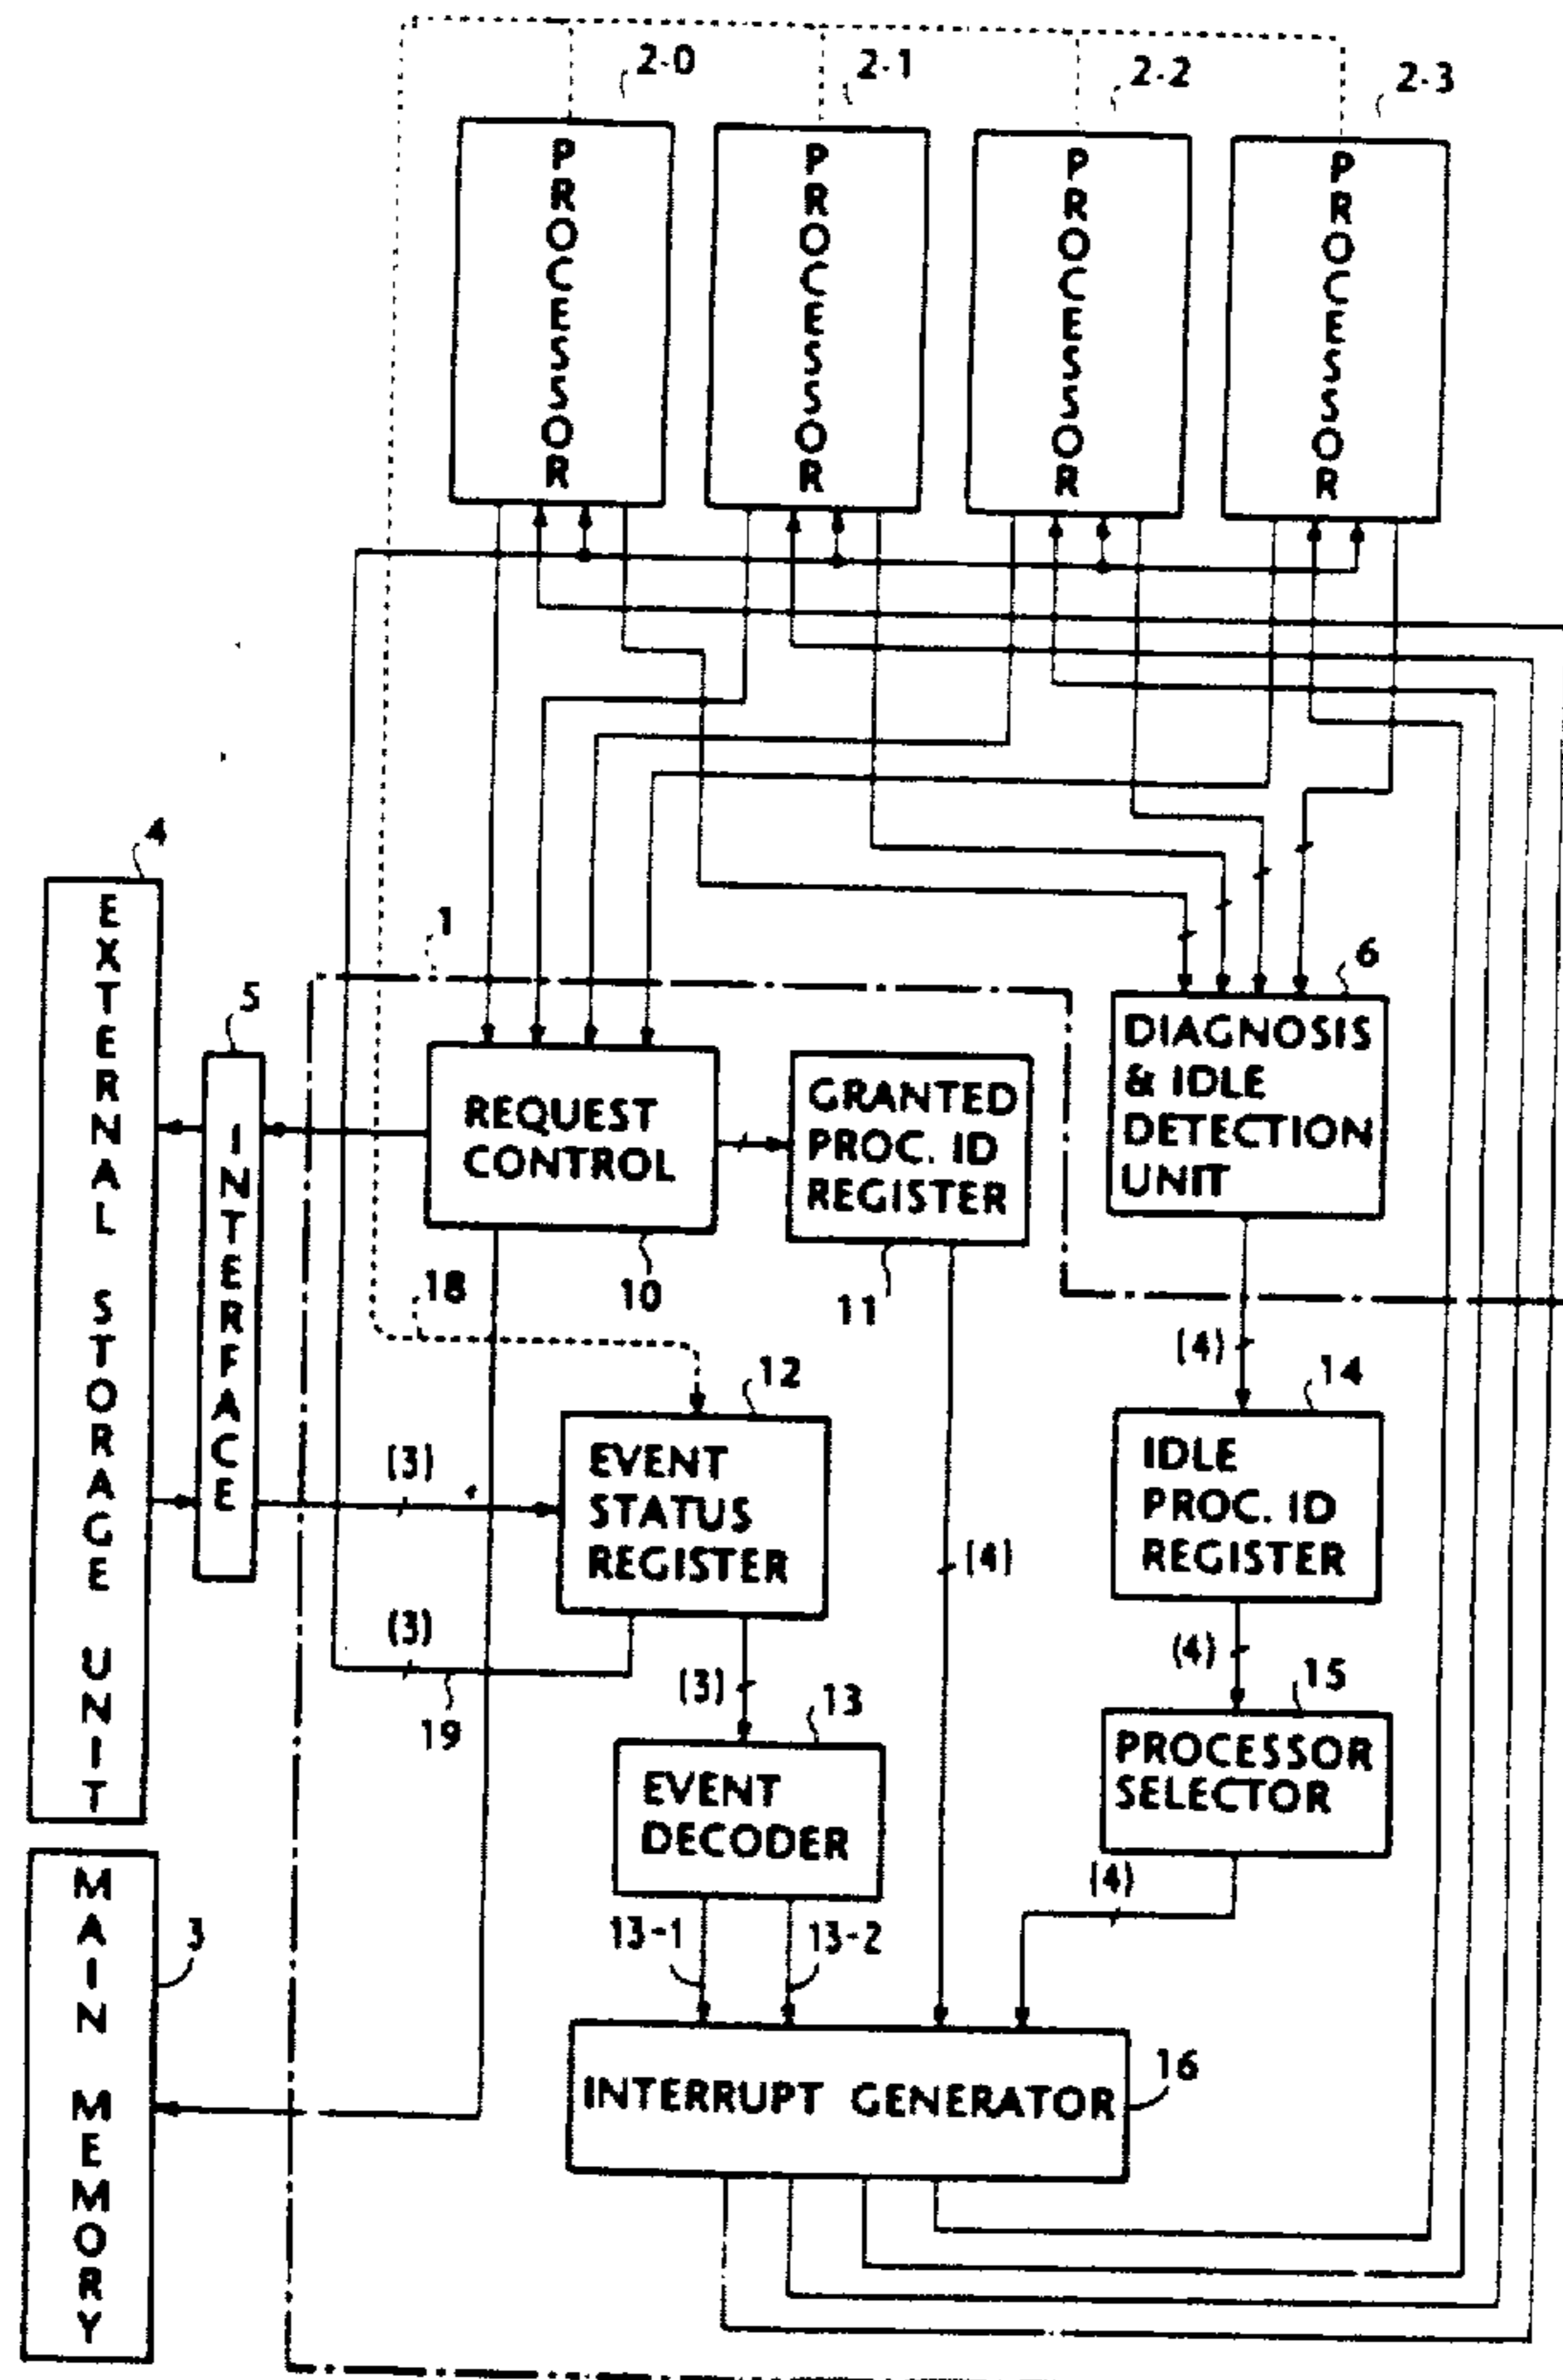 2-0
2-1
2-2
2-3
PROCESSOR
PROCESSOR
PROCESSOR
PROCESSOR
4
EXTERNAL STORAGE UNIT
5
INTERFACE
1
6
DIAGNOSIS
& IDLE
DETECTION
UNIT
REQUEST
CONTROL
10
GRANTED
PROC. ID
REGISTER
11
18
(4)
12
14
(3)
EVENT
STATUS
REGISTER
(4)
IDLE
PROC. ID
REGISTER
(3)
19
(3)
(4)
13
15
EVENT
DECODER
PROCESSOR
SELECTOR
(4)
13-1
13-2
3
MAIN MEMORY
INTERRUPT GENERATOR
16